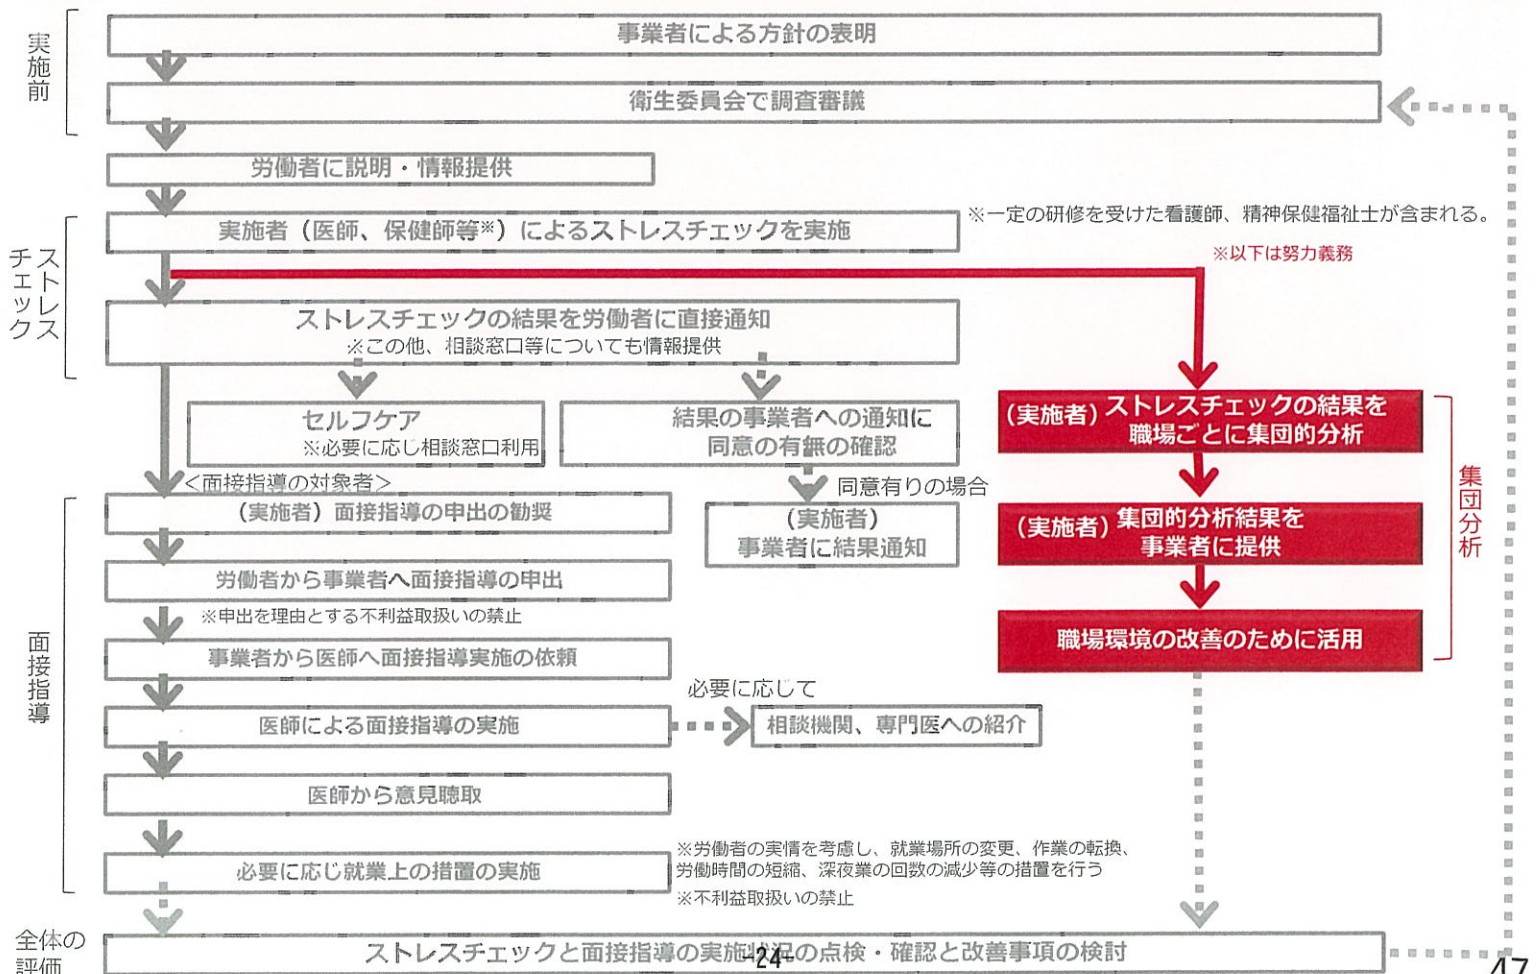 実施前
事業者による方針の表明
衛生委員会で調査審議
労働者に説明・情報提供
ストレスチェック
実施者（医師、保健師等※）によるストレスチェックを実施
※一定の研修を受けた看護師、精神保健福祉士が含まれる。
※以下は努力義務
ストレスチェックの結果を労働者に直接通知
※この他、相談窓口等についても情報提供
セルフケア
※必要に応じ相談窓口利用
結果の事業者への通知に
同意の有無の確認
同意有りの場合
（実施者）
事業者に結果通知
（実施者）ストレスチェックの結果を
職場ごとに集団的分析
（実施者）集団的分析結果を
事業者に提供
職場環境の改善のために活用
集団分析
面接指導
＜面接指導の対象者＞
（実施者）面接指導の申出の勧奨
労働者から事業者へ面接指導の申出
※申出を理由とする不利益取扱いの禁止
事業者から医師へ面接指導実施の依頼
医師による面接指導の実施
必要に応じて
相談機関、専門医への紹介
医師から意見聴取
必要に応じ就業上の措置の実施
※労働者の実情を考慮し、就業場所の変更、作業の転換、
労働時間の短縮、深夜業の回数の減少等の措置を行う
※不利益取扱いの禁止
全体の
評価
ストレスチェックと面接指導の実施状況の点検・確認と改善事項の検討
-24-
47